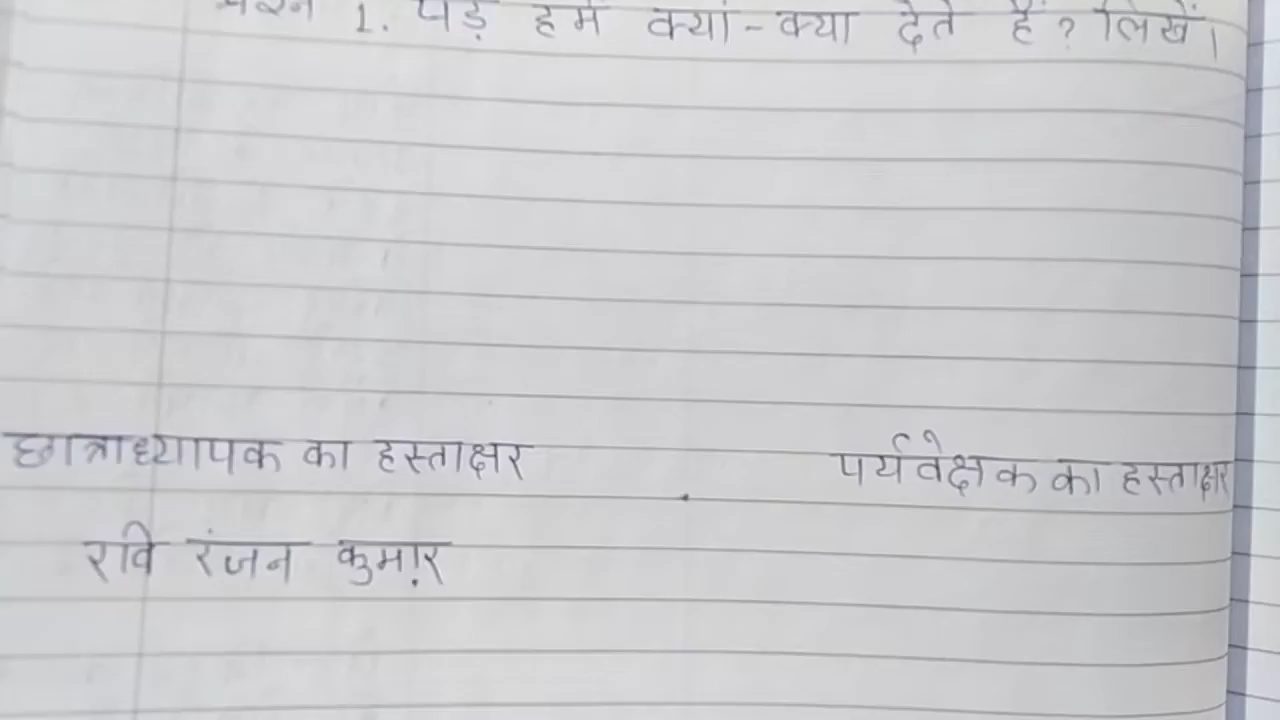 प्रश्न 1. पेड़ हमें क्या-क्या देते हैं? लिखें।
छात्राध्यापक का हस्ताक्षर
पर्यवेक्षक का हस्ताक्षर
रवि रंजन कुमार